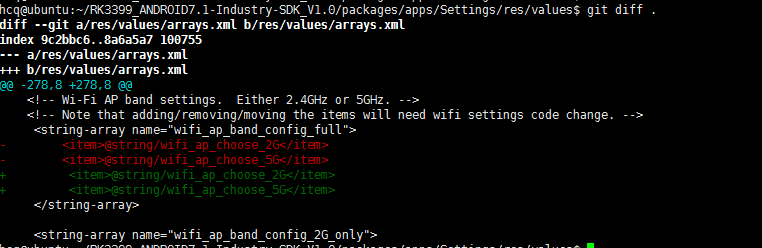 hcq@ubuntu:~/RK3399_ANDROID7.1-Industry-SDK_V1.0/packages/apps/Settings/res/values$ git diff .
diff --git a/res/values/arrays.xml b/res/values/arrays.xml
index 9c2bbc6..8a6a5a7 100755
--- a/res/values/arrays.xml
+++ b/res/values/arrays.xml
@@ -278,8 +278,8 @@
     <!-- Wi-Fi AP band settings.  Either 2.4GHz or 5GHz. -->
     <!-- Note that adding/removing/moving the items will need wifi settings code change. -->
     <string-array name="wifi_ap_band_config_full">
-        <item>@string/wifi_ap_choose_2G</item>
-        <item>@string/wifi_ap_choose_5G</item>
+         <item>@string/wifi_ap_choose_2G</item>
+         <item>@string/wifi_ap_choose_5G</item>
     </string-array>
     <string-array name="wifi_ap_band_config_2G_only">
hcq@ubuntu:~/RK3399_ANDROID7.1-Industry-SDK_V1.0/packages/apps/Settings/res/values$